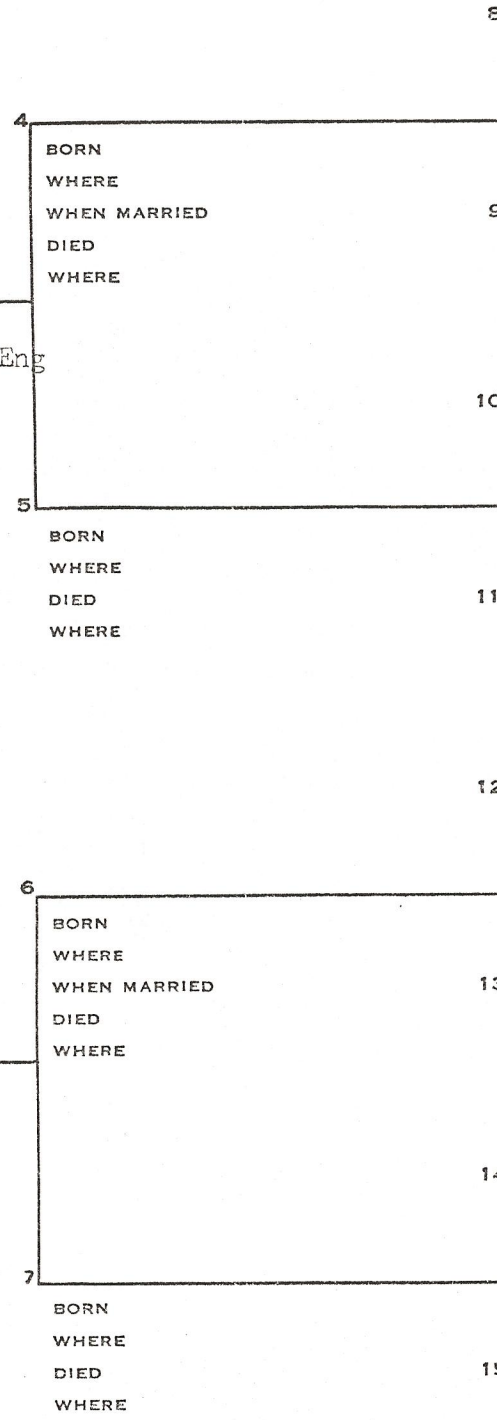 8
4
BORN
WHERE
WHEN MARRIED
9
DIED
WHERE
Eng
10
5
BORN
WHERE
DIED
11
WHERE
12
6
BORN
WHERE
WHEN MARRIED
13
DIED
WHERE
14
7
BORN
WHERE
DIED
15
WHERE